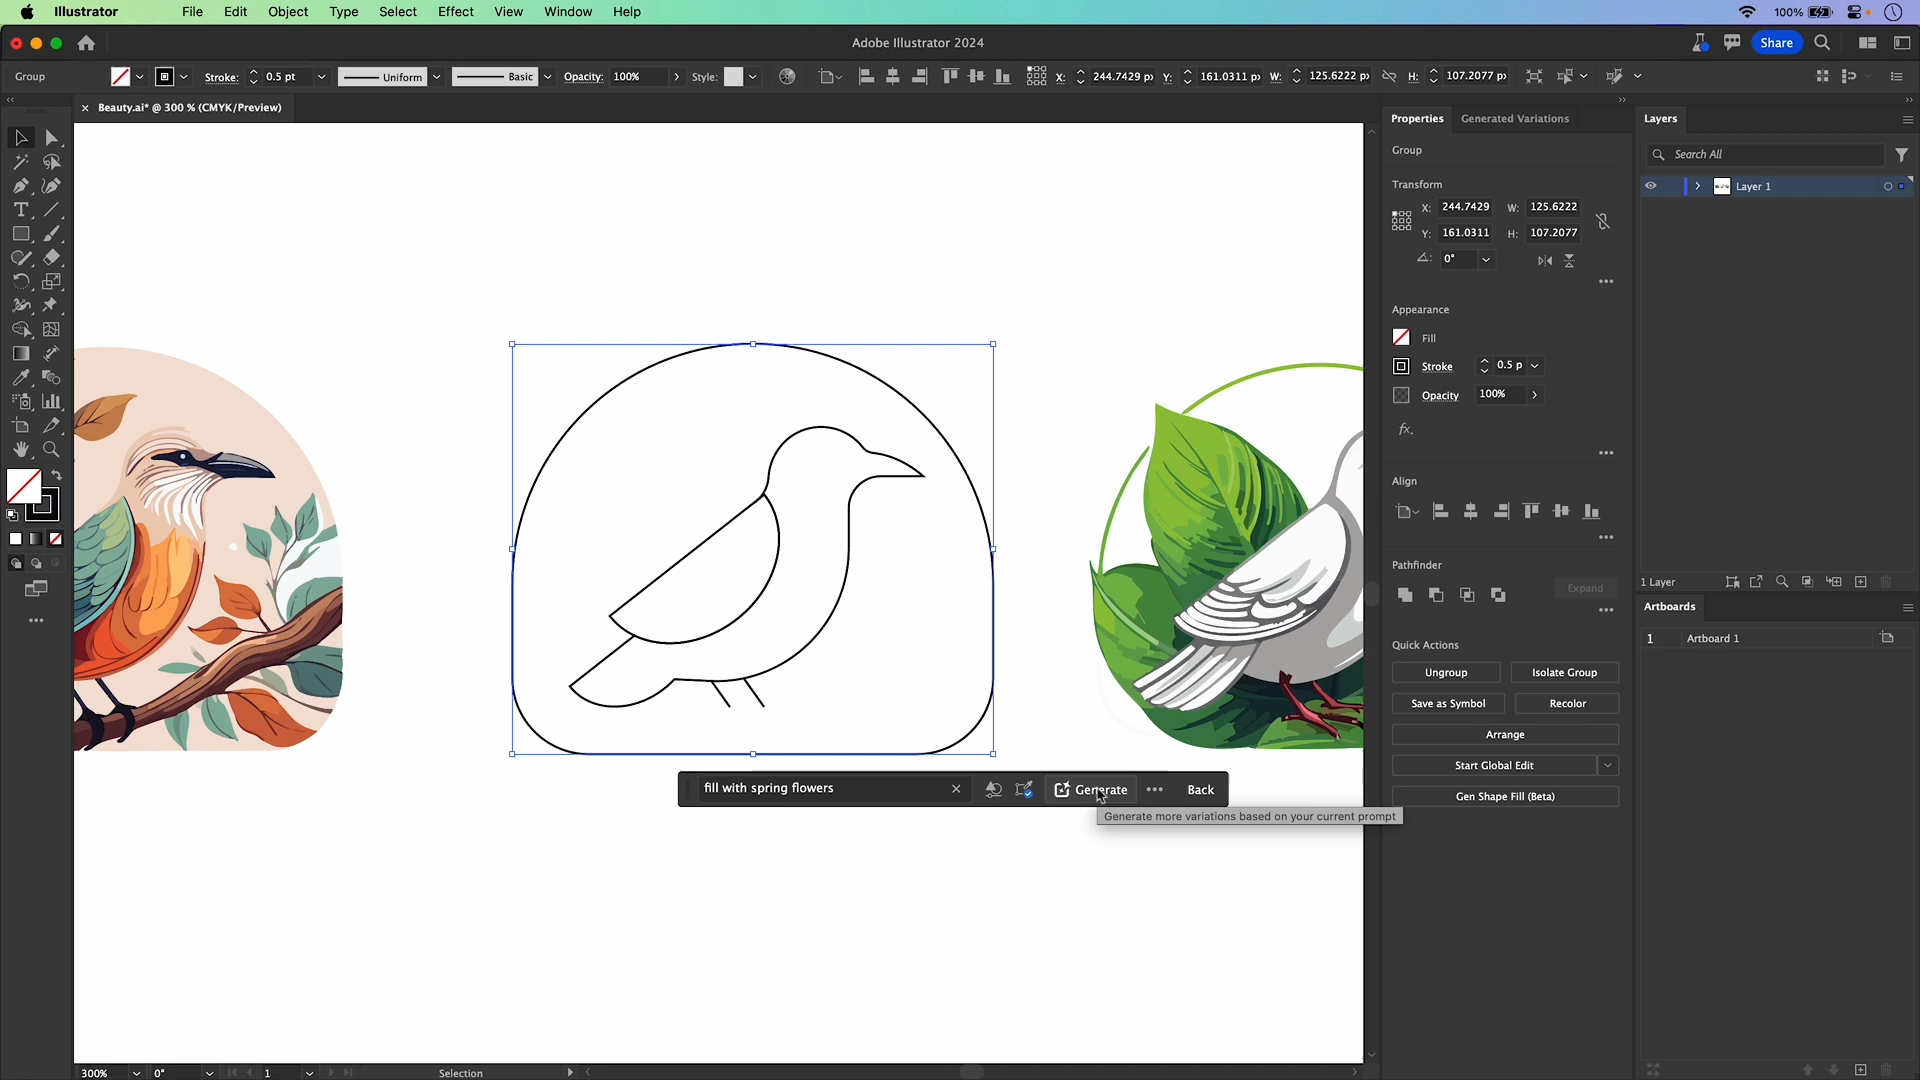 Illustrator File Edit Object Type Select Effect View Window Help 100%
Adobe Illustrator 2024 Share
Group Stroke: 0.5 pt Uniform Basic Opacity: 100% Style: X: 244.7429 p Y: 161.0311 p W: 125.6222 p H: 107.2077 p
Beauty.ai* @ 300 % (CMYK/Preview)
Properties Generated Variations
Group
Transform
X: 244.7429 W: 125.6222
Y: 161.0311 H: 107.2077
0°
Appearance
Fill
Stroke 0.5 p
Opacity 100%
fx.
Align
Pathfinder
Expand
Quick Actions
Ungroup Isolate Group
Save as Symbol Recolor
Arrange
Start Global Edit
Gen Shape Fill (Beta)
Layers
Search All
Layer 1
1 Layer
Artboards
1 Artboard 1
fill with spring flowers Generate Back
Generate more variations based on your current prompt
300% 0° 1 Selection